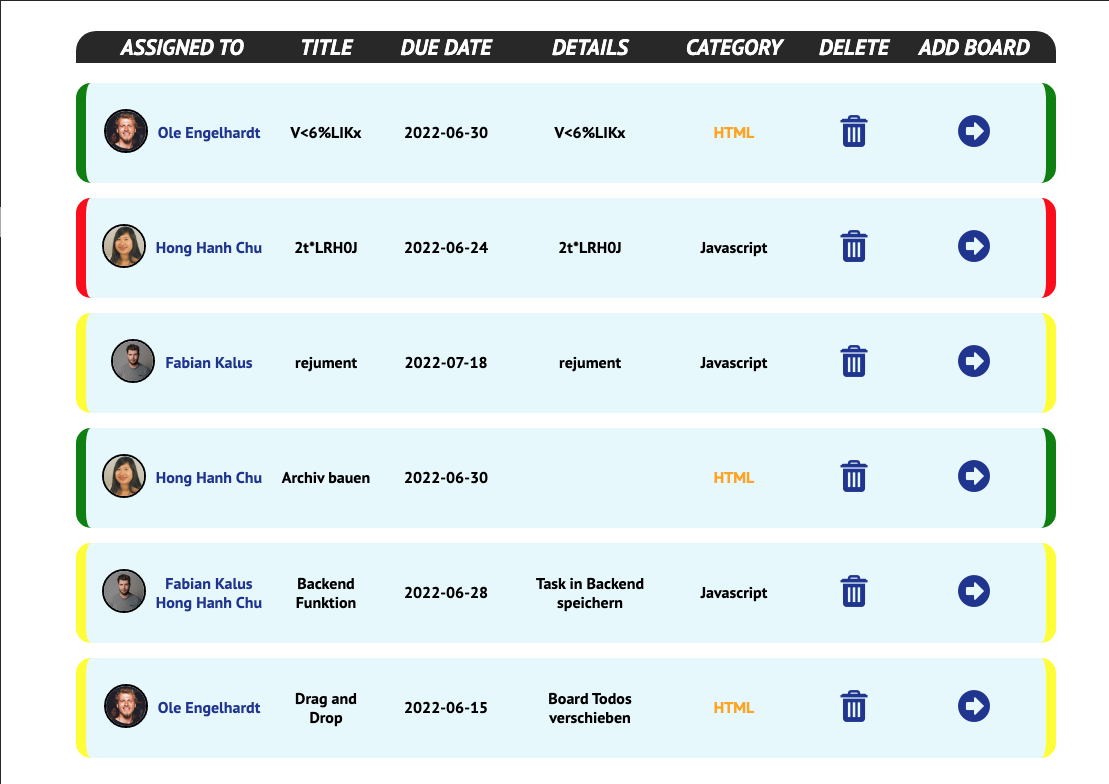 ASSIGNED TO TITLE DUE DATE DETAILS CATEGORY DELETE ADD BOARD
Ole Engelhardt V<6%LIKx 2022-06-30 V<6%LIKx HTML
Hong Hanh Chu 2t*LRH0J 2022-06-24 2t*LRH0J Javascript
Fabian Kalus rejument 2022-07-18 rejument Javascript
Hong Hanh Chu Archiv bauen 2022-06-30 HTML
Fabian Kalus Backend Task in Backend
2022-06-28 Javascript
Hong Hanh Chu Funktion speichern
Drag and Board Todos
Ole Engelhardt 2022-06-15 HTML
Drop verschieben